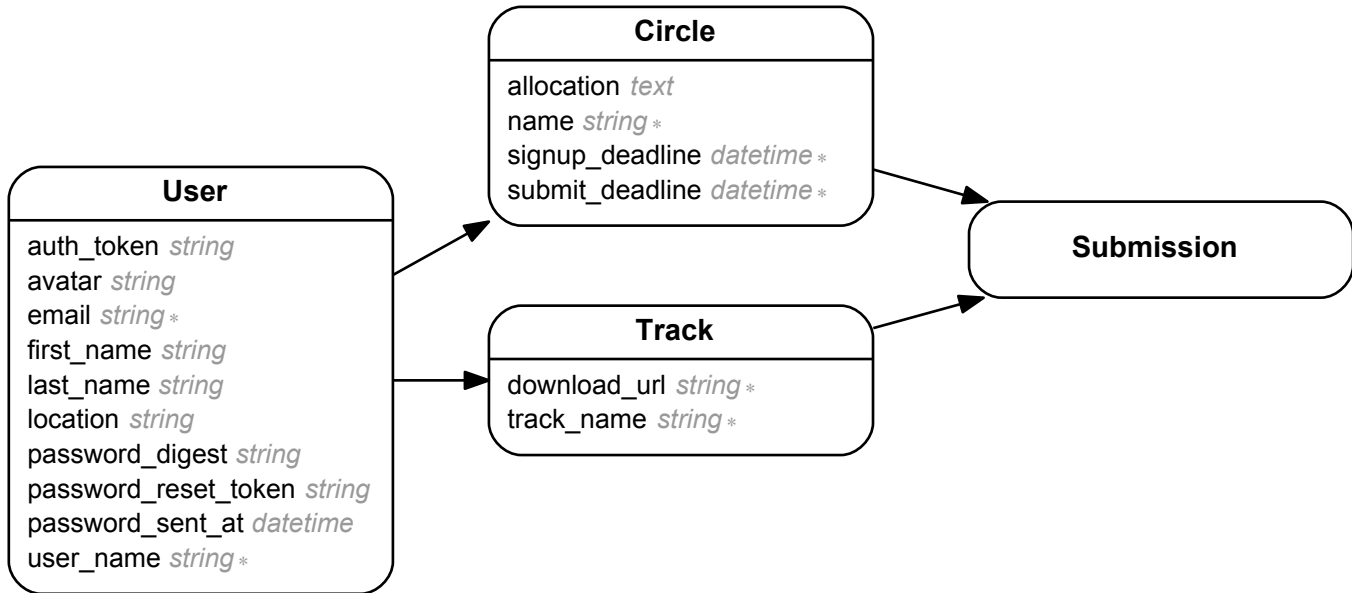 User
auth_token string
avatar string
email string *
first_name string
last_name string
location string
password_digest string
password_reset_token string
password_sent_at datetime
user_name string *
Circle
allocation text
name string *
signup_deadline datetime *
submit_deadline datetime *
Track
download_url string *
track_name string *
Submission